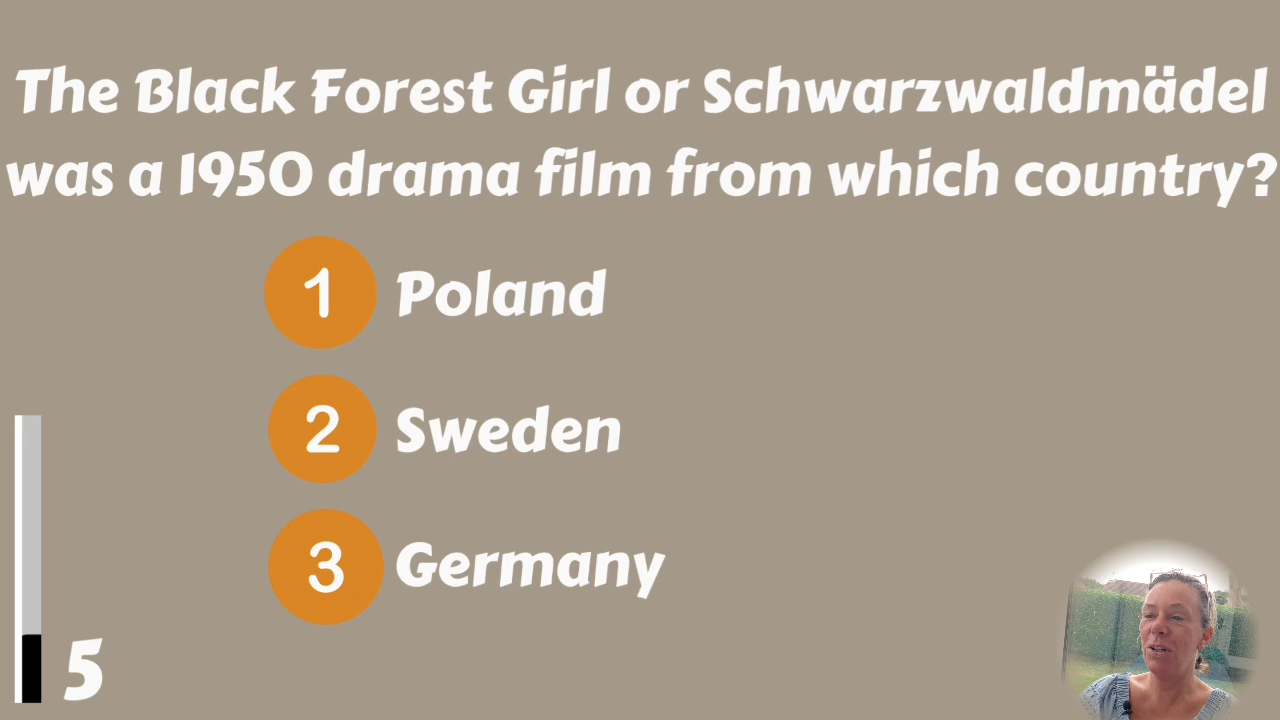 The Black Forest Girl or Schwarzwaldmädel
was a 1950 drama film from which country?
1 Poland
2 Sweden
3 Germany
5